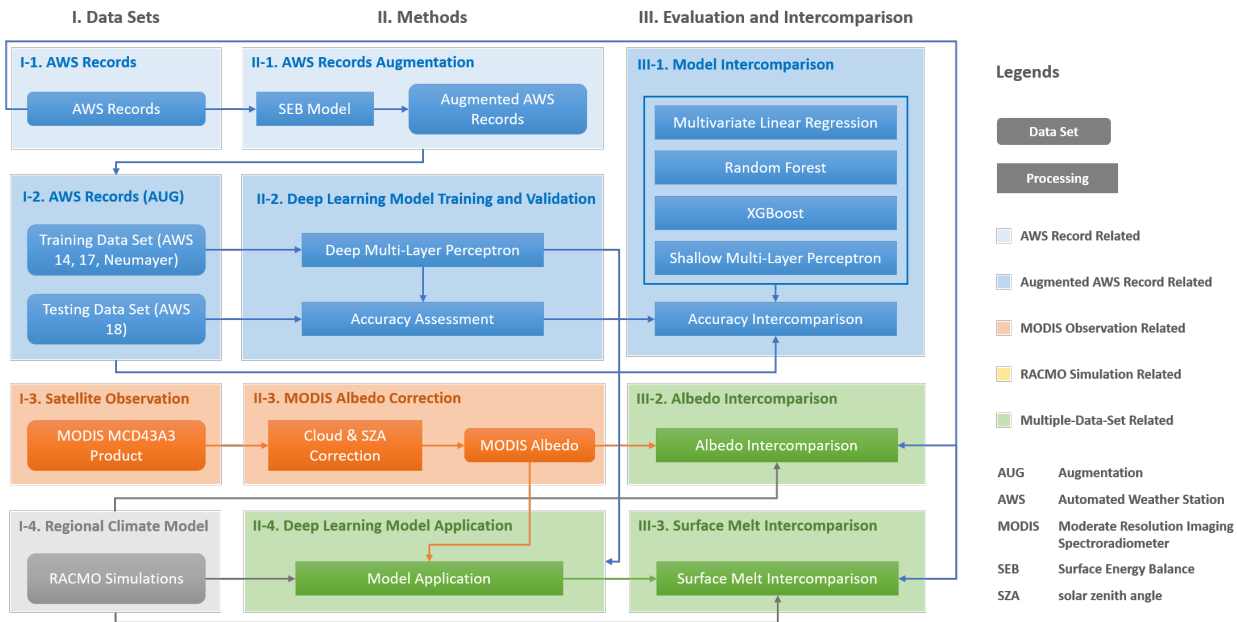 I. Data Sets
II. Methods
III. Evaluation and Intercomparison
I-1. AWS Records
AWS Records
II-1. AWS Records Augmentation
SEB Model
Augmented AWS
Records
III-1. Model Intercomparison
Multivariate Linear Regression
Random Forest
XGBoost
Shallow Multi-Layer Perceptron
Accuracy Intercomparison
I-2. AWS Records (AUG)
Training Data Set (AWS
14, 17, Neumayer)
Testing Data Set (AWS
18)
II-2. Deep Learning Model Training and Validation
Deep Multi-Layer Perceptron
Accuracy Assessment
I-3. Satellite Observation
MODIS MCD43A3
Product
II-3. MODIS Albedo Correction
Cloud & SZA
Correction
MODIS Albedo
III-2. Albedo Intercomparison
Albedo Intercomparison
I-4. Regional Climate Model
RACMO Simulations
II-4. Deep Learning Model Application
Model Application
III-3. Surface Melt Intercomparison
Surface Melt Intercomparison
Legends
Data Set
Processing
AWS Record Related
Augmented AWS Record Related
MODIS Observation Related
RACMO Simulation Related
Multiple-Data-Set Related
AUG Augmentation
AWS Automated Weather Station
MODIS Moderate Resolution Imaging
Spectroradiometer
SEB Surface Energy Balance
SZA solar zenith angle